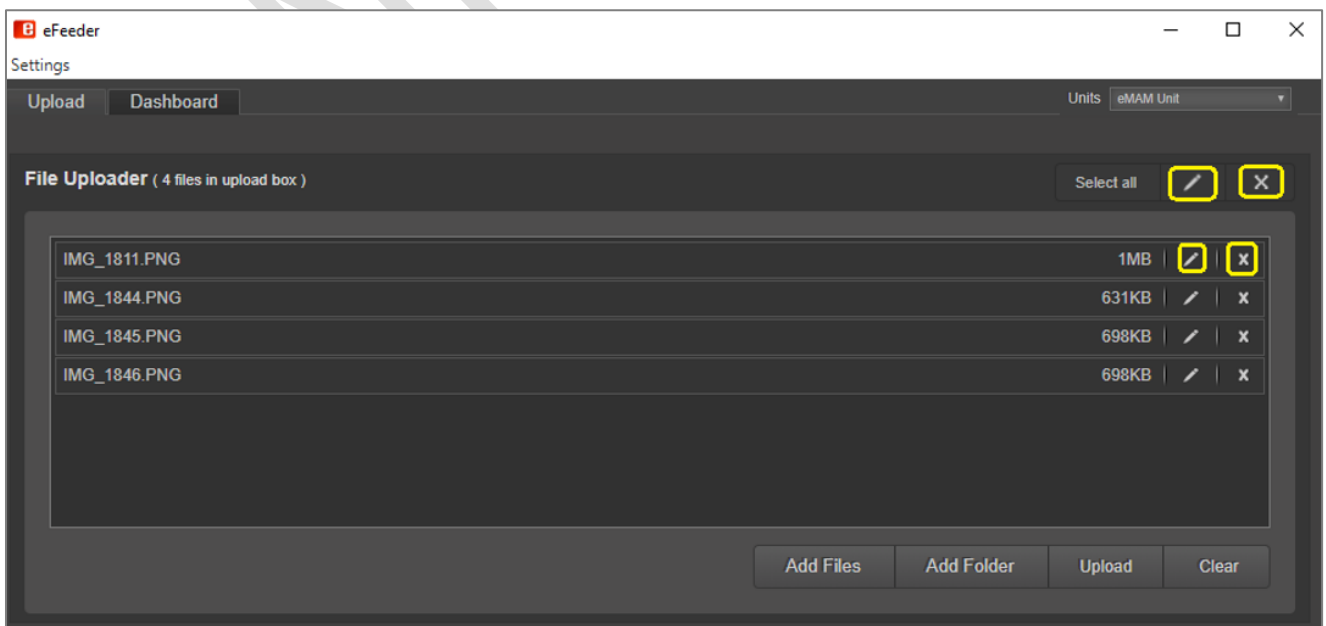 eFeeder
Settings
Upload Dashboard Units eMAM Unit
File Uploader ( 4 files in upload box ) Select all
IMG_1811.PNG 1MB
IMG_1844.PNG 631KB
IMG_1845.PNG 698KB
IMG_1846.PNG 698KB
Add Files Add Folder Upload Clear